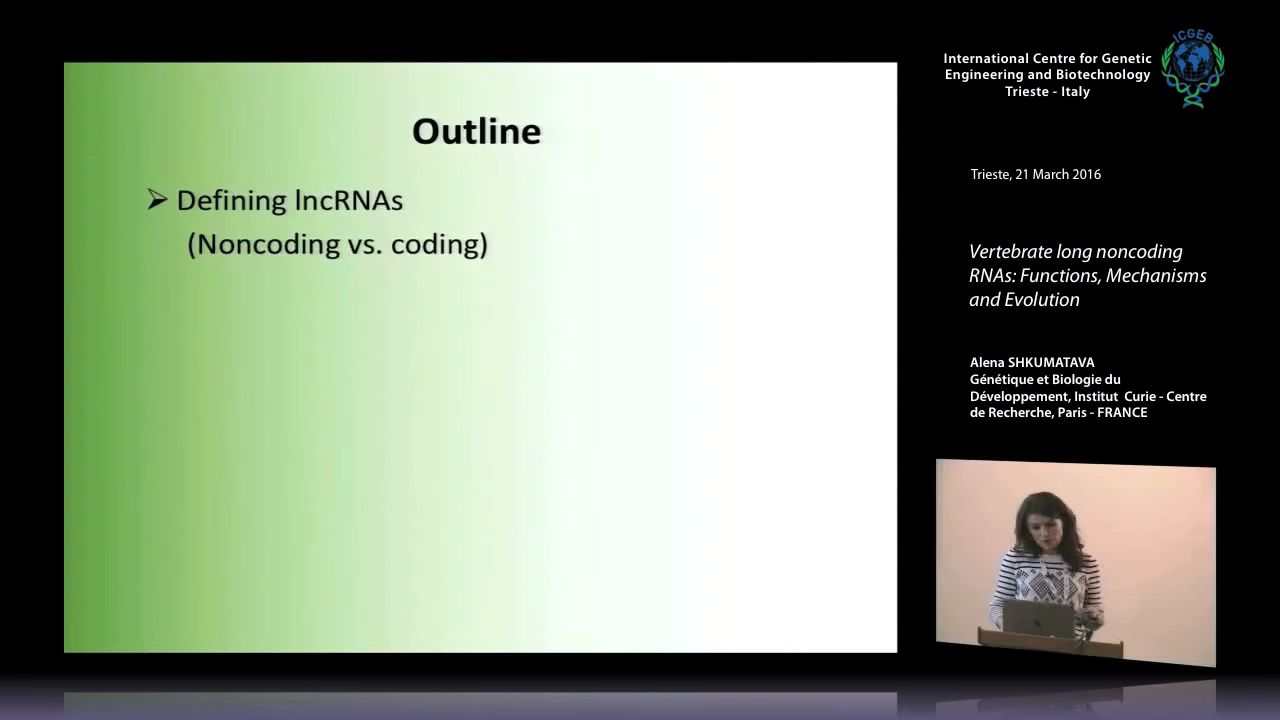 Outline
➢ Defining lncRNAs
(Noncoding vs. coding)
International Centre for Genetic
Engineering and Biotechnology
Trieste - Italy
ICGEB
Trieste, 21 March 2016
Vertebrate long noncoding
RNAs: Functions, Mechanisms
and Evolution
Alena SHKUMATAVA
Génétique et Biologie du
Développement, Institut Curie - Centre
de Recherche, Paris - FRANCE